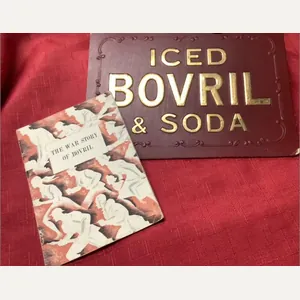 ICED
BOVRIL
& SODA
THE WAR STORY
OF BOVRIL